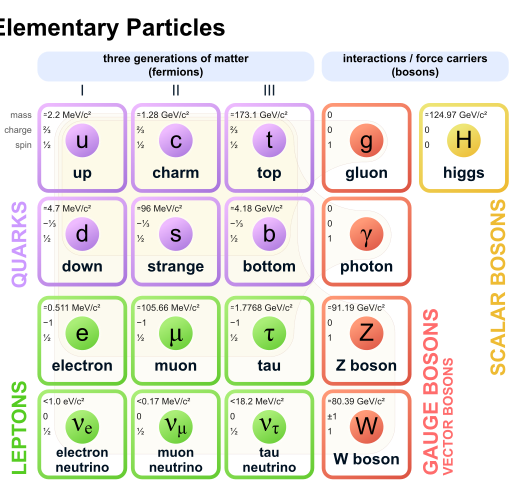 Elementary Particles
three generations of matter
(fermions)
interactions / force carriers
(bosons)
I II III
mass
charge
spin
≈2.2 MeV/c²
⅔
½
u
up
≈1.28 GeV/c²
⅔
½
c
charm
≈173.1 GeV/c²
⅔
½
t
top
0
0
1
g
gluon
≈124.97 GeV/c²
0
0
H
higgs
QUARKS
≈4.7 MeV/c²
−⅓
½
d
down
≈96 MeV/c²
−⅓
½
s
strange
≈4.18 GeV/c²
−⅓
½
b
bottom
0
0
1
γ
photon
SCALAR BOSONS
≈0.511 MeV/c²
−1
½
e
electron
≈105.66 MeV/c²
−1
½
μ
muon
≈1.7768 GeV/c²
−1
½
τ
tau
≈91.19 GeV/c²
0
1
Z
Z boson
LEPTONS
<1.0 eV/c²
0
½
νe
electron
neutrino
<0.17 MeV/c²
0
½
νμ
muon
neutrino
<18.2 MeV/c²
0
½
ντ
tau
neutrino
≈80.39 GeV/c²
±1
1
W
W boson
GAUGE BOSONS
VECTOR BOSONS